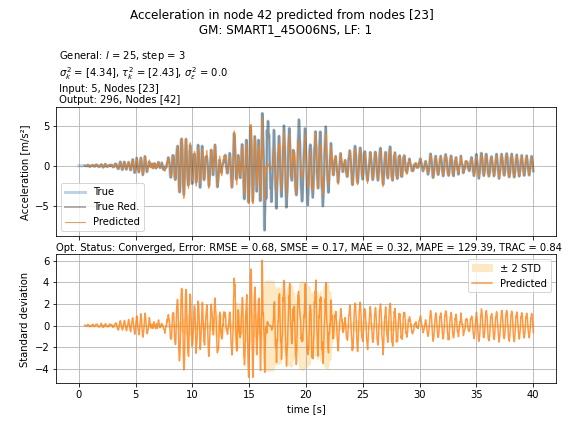 Acceleration in node 42 predicted from nodes [23]
GM: SMART1_45O06NS, LF: 1
General: l = 25, step = 3
σ²ₖ = [4.34], τ²ₖ = [2.43], σ²ε = 0.0
Input: 5, Nodes [23]
Output: 296, Nodes [42]
Acceleration [m/s²]
5
0
−5
True
True Red.
Predicted
Opt. Status: Converged, Error: RMSE = 0.68, SMSE = 0.17, MAE = 0.32, MAPE = 129.39, TRAC = 0.84
Standard deviation
6
4
2
0
−2
−4
± 2 STD
Predicted
0 5 10 15 20 25 30 35 40
time [s]